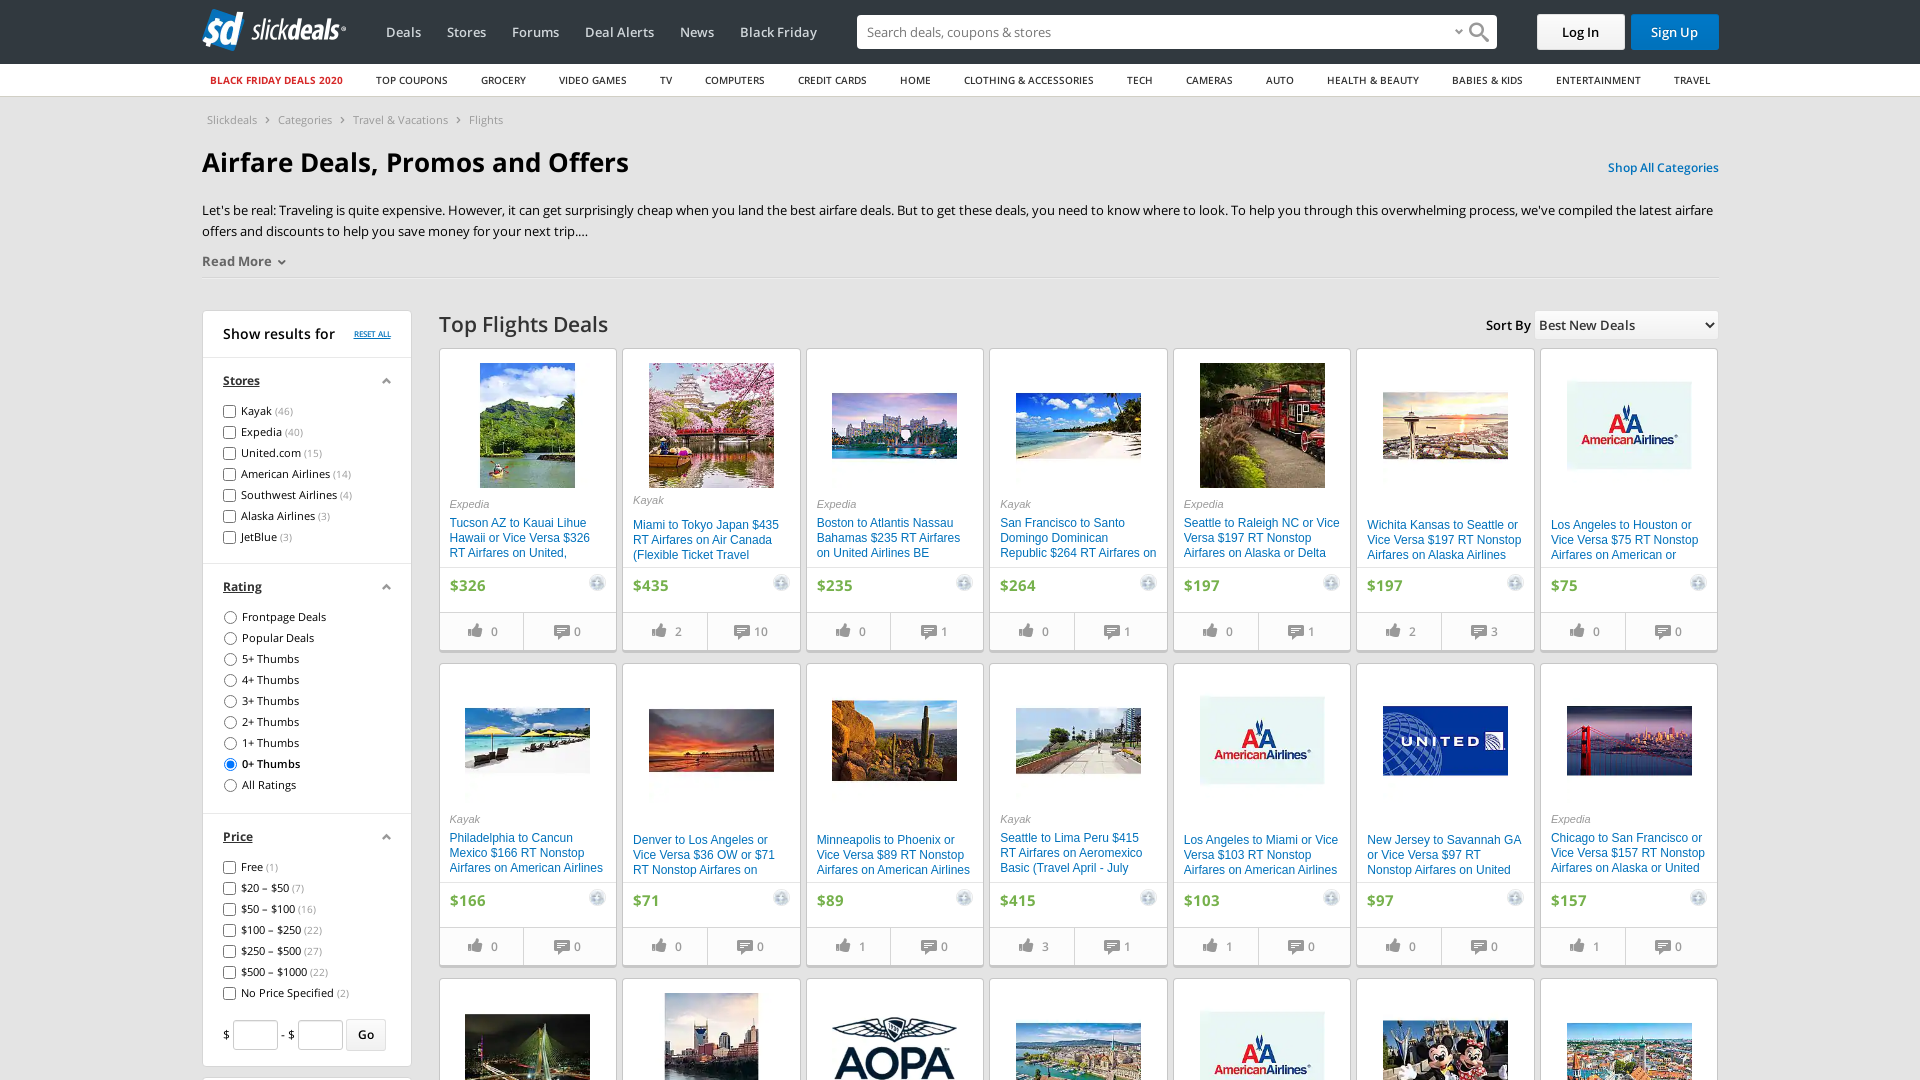 sd slickdeals
Deals
Stores
Forums
Deal Alerts
News
Black Friday
Search deals, coupons & stores
Log In
Sign Up
BLACK FRIDAY DEALS 2020
TOP COUPONS
GROCERY
VIDEO GAMES
TV
COMPUTERS
CREDIT CARDS
HOME
CLOTHING & ACCESSORIES
TECH
CAMERAS
AUTO
HEALTH & BEAUTY
BABIES & KIDS
ENTERTAINMENT
TRAVEL
Slickdeals > Categories > Travel & Vacations > Flights
Airfare Deals, Promos and Offers
Shop All Categories
Let's be real: Traveling is quite expensive. However, it can get surprisingly cheap when you land the best airfare deals. But to get these deals, you need to know where to look. To help you through this overwhelming process, we've compiled the latest airfare
offers and discounts to help you save money for your next trip....
Read More
Show results for
RESET ALL
Stores
Kayak (46)
Expedia (40)
United.com (15)
American Airlines (14)
Southwest Airlines (4)
Alaska Airlines (3)
JetBlue (3)
Rating
Frontpage Deals
Popular Deals
5+ Thumbs
4+ Thumbs
3+ Thumbs
2+ Thumbs
1+ Thumbs
0+ Thumbs
All Ratings
Price
Free (1)
$20 – $50 (7)
$50 – $100 (16)
$100 – $250 (22)
$250 – $500 (27)
$500 – $1000 (22)
No Price Specified (2)
$ - $ Go
Top Flights Deals
Sort By Best New Deals
Expedia
Tucson AZ to Kauai Lihue
Hawaii or Vice Versa $326
RT Airfares on United,
$326
0
0
Kayak
Miami to Tokyo Japan $435
RT Airfares on Air Canada
(Flexible Ticket Travel
$435
2
10
Expedia
Boston to Atlantis Nassau
Bahamas $235 RT Airfares
on United Airlines BE
$235
0
1
Kayak
San Francisco to Santo
Domingo Dominican
Republic $264 RT Airfares on
$264
0
1
Expedia
Seattle to Raleigh NC or Vice
Versa $197 RT Nonstop
Airfares on Alaska or Delta
$197
0
1
Wichita Kansas to Seattle or
Vice Versa $197 RT Nonstop
Airfares on Alaska Airlines
$197
2
3
AA
AmericanAirlines
Los Angeles to Houston or
Vice Versa $75 RT Nonstop
Airfares on American or
$75
0
0
Kayak
Philadelphia to Cancun
Mexico $166 RT Nonstop
Airfares on American Airlines
$166
0
0
Denver to Los Angeles or
Vice Versa $36 OW or $71
RT Nonstop Airfares on
$71
0
0
Minneapolis to Phoenix or
Vice Versa $89 RT Nonstop
Airfares on American Airlines
$89
1
0
Kayak
Seattle to Lima Peru $415
RT Airfares on Aeromexico
Basic (Travel April - July
$415
3
1
AA
AmericanAirlines
Los Angeles to Miami or Vice
Versa $103 RT Nonstop
Airfares on American Airlines
$103
1
0
UNITED
New Jersey to Savannah GA
or Vice Versa $97 RT
Nonstop Airfares on United
$97
0
0
Expedia
Chicago to San Francisco or
Vice Versa $157 RT Nonstop
Airfares on Alaska or United
$157
1
0
AOPA
AA
AmericanAirlines